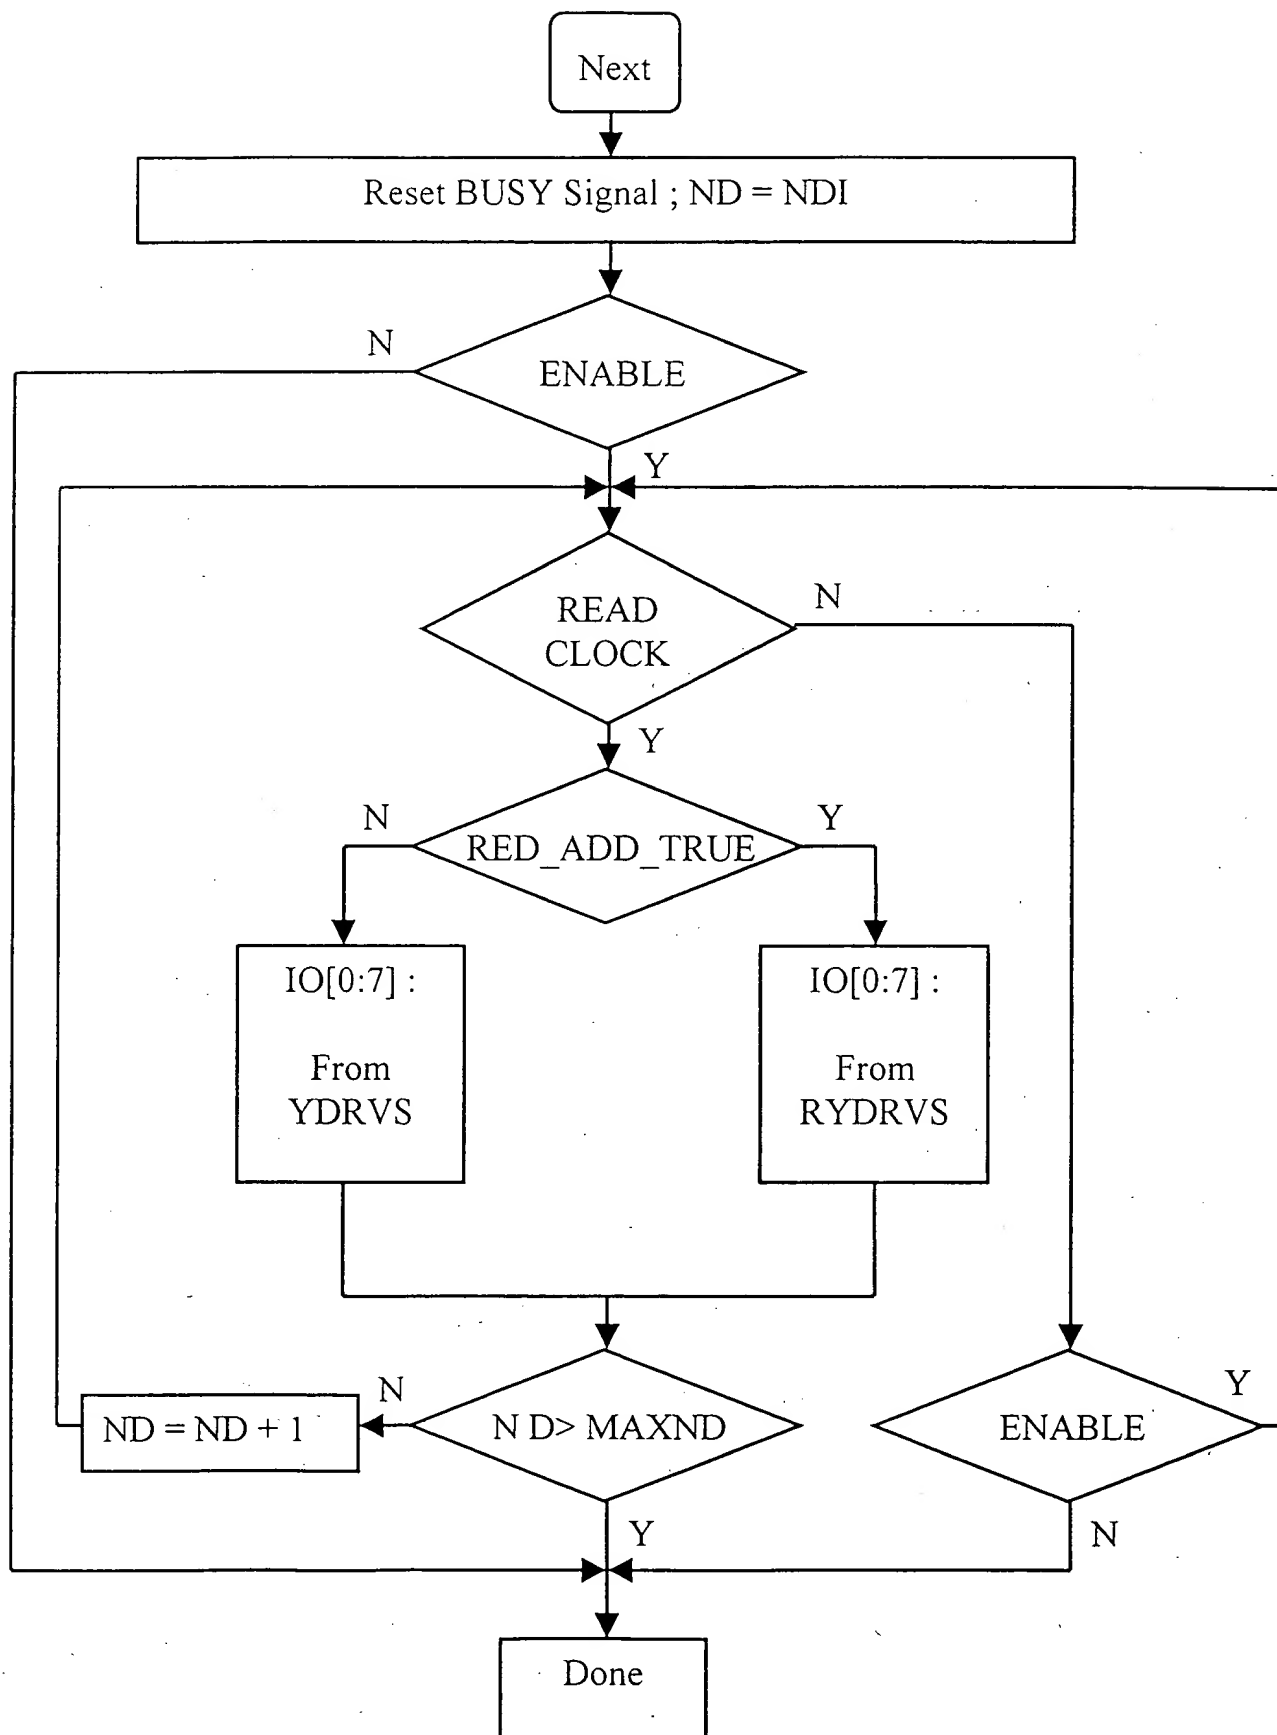 Next
Reset BUSY Signal ; ND = NDI
N
ENABLE
Y
N
READ
CLOCK
Y
N
Y
RED_ADD_TRUE
IO[0:7] :
From
YDRVS
IO[0:7] :
From
RYDRVS
N
Y
ND = ND + 1
N D> MAXND
ENABLE
Y
N
Done